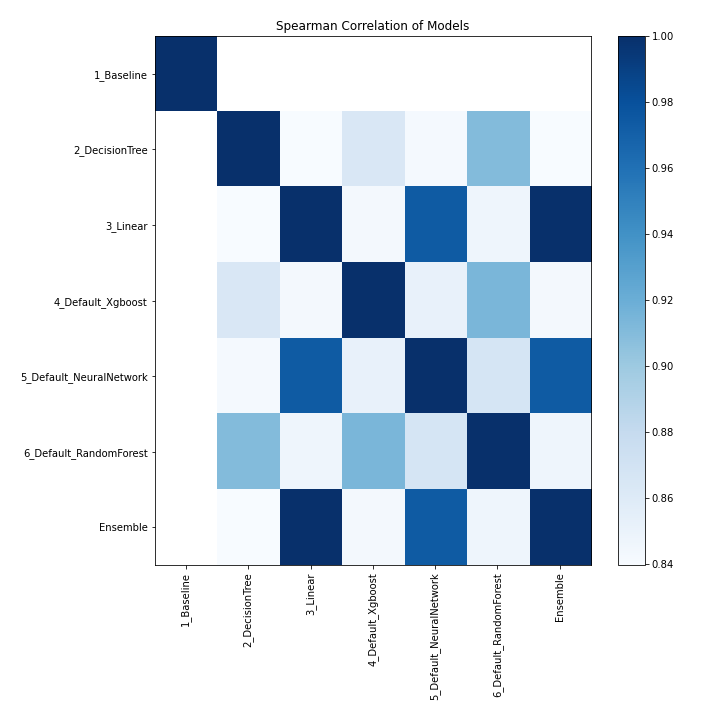 Spearman Correlation of Models
1_Baseline
2_DecisionTree
3_Linear
4_Default_Xgboost
5_Default_NeuralNetwork
6_Default_RandomForest
Ensemble
1_Baseline
2_DecisionTree
3_Linear
4_Default_Xgboost
5_Default_NeuralNetwork
6_Default_RandomForest
Ensemble
1.00
0.98
0.96
0.94
0.92
0.90
0.88
0.86
0.84